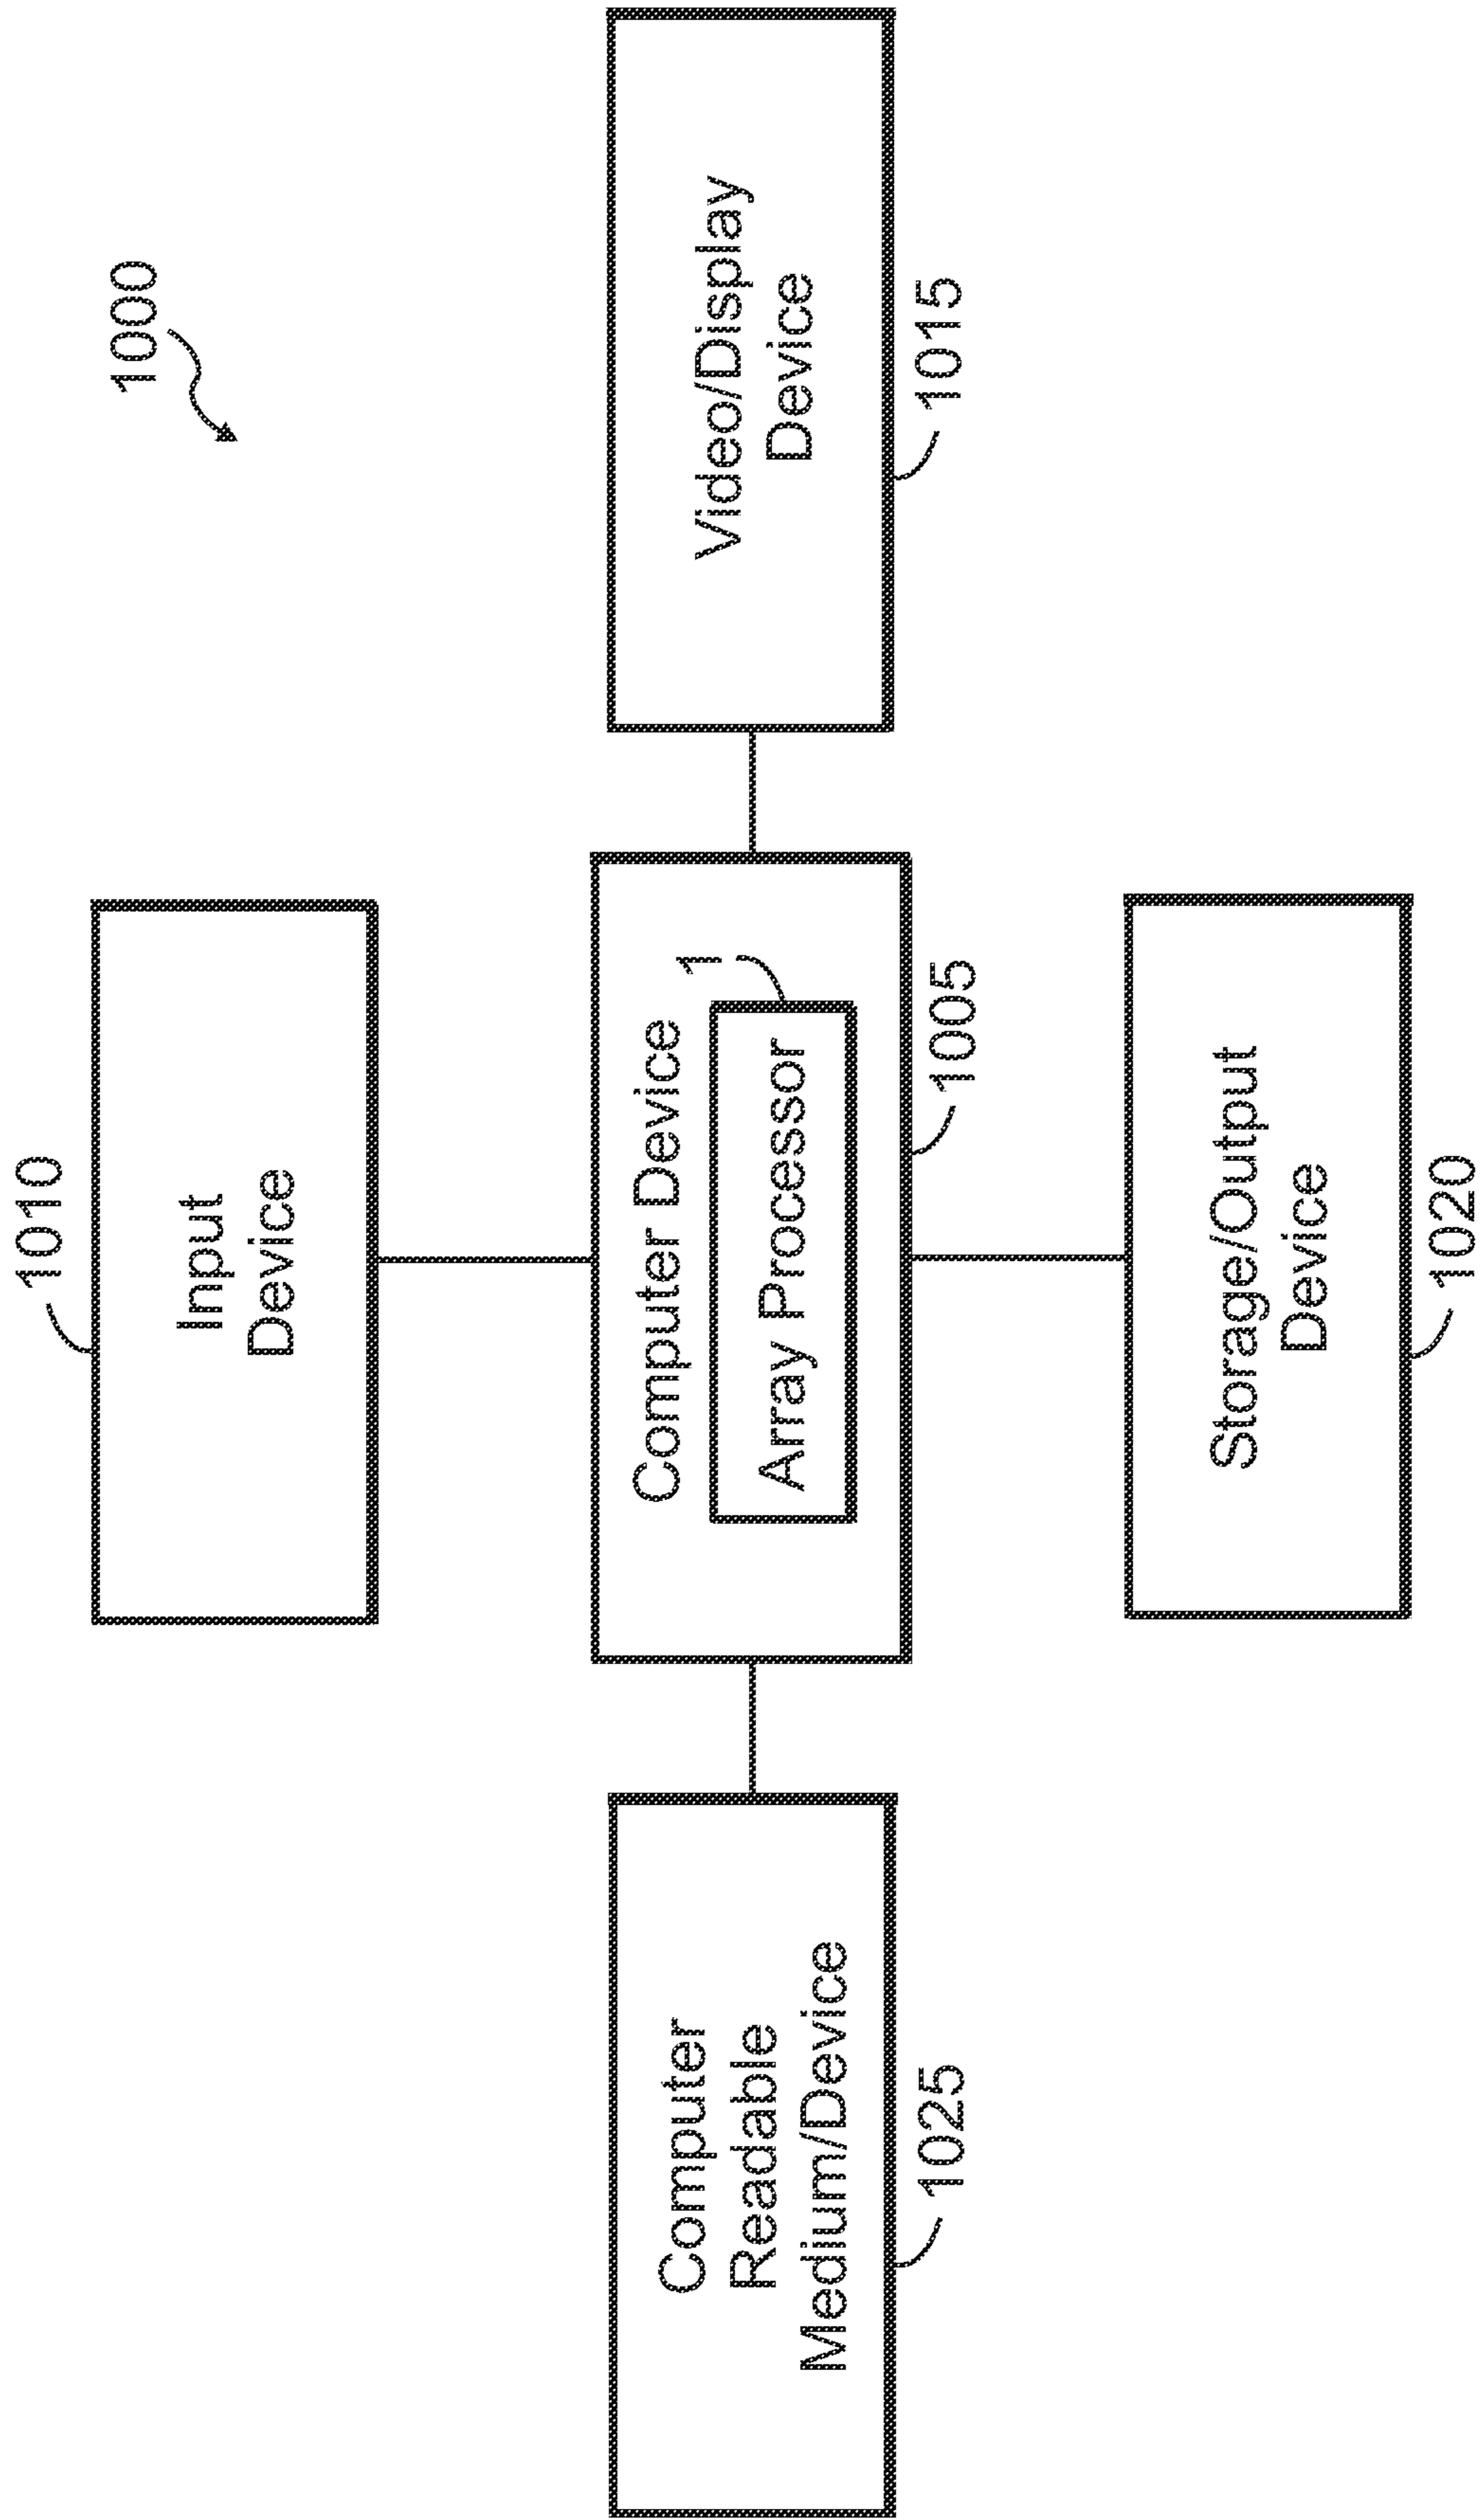 1000
1010
Input
Device
Computer
Readable
Medium/Device
1025
Computer Device
1
Array Processor
1005
Video/Display
Device
1015
Storage/Output
Device
1020